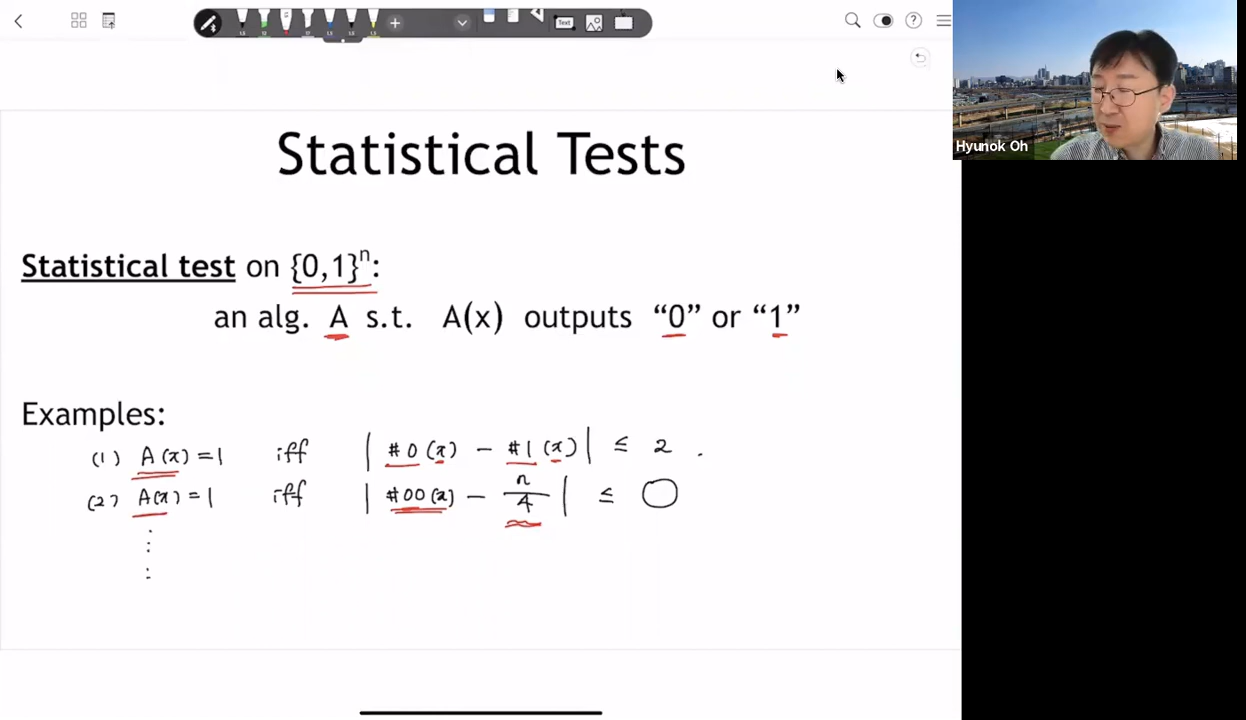 Text
Hyunok Oh
Statistical Tests
Statistical test on {0,1}ⁿ:
an alg. A s.t. A(x) outputs “0” or “1”
Examples:
(1) A(x)=1 iff | #0(x) - #1(x) | ≤ 2 .
(2) A(x)=1 iff | #00(x) - n/4 | ≤ ◯